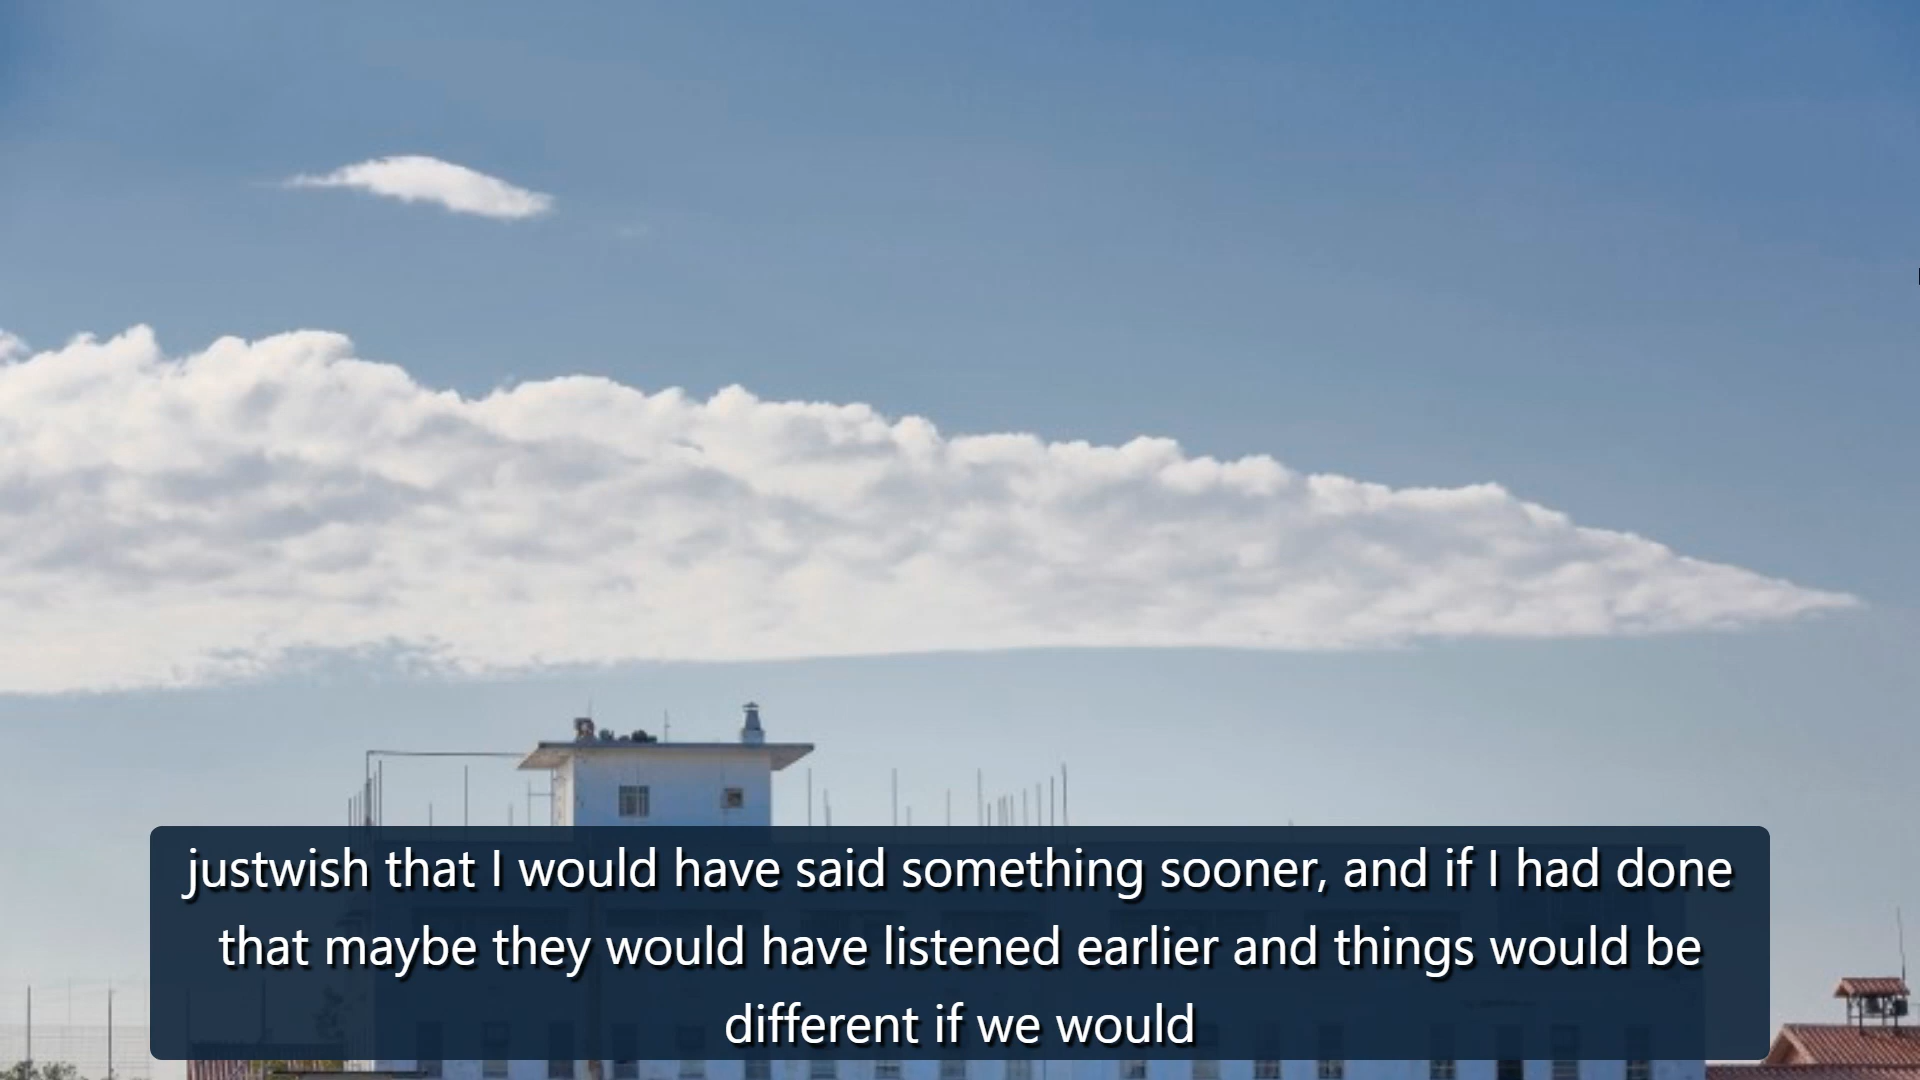 justwish that I would have said something sooner, and if I had done
that maybe they would have listened earlier and things would be
different if we would